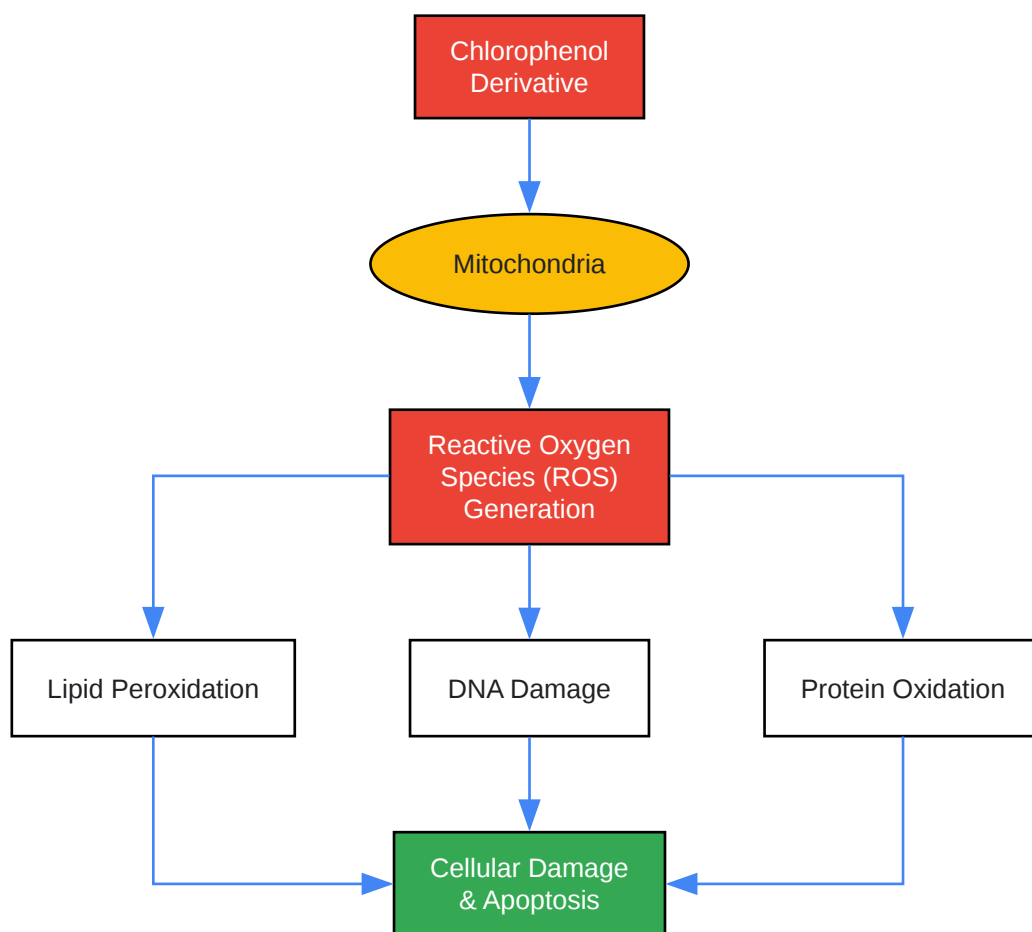 Chlorophenol
Derivative
Mitochondria
Reactive Oxygen
Species (ROS)
Generation
Lipid Peroxidation
DNA Damage
Protein Oxidation
Cellular Damage
& Apoptosis